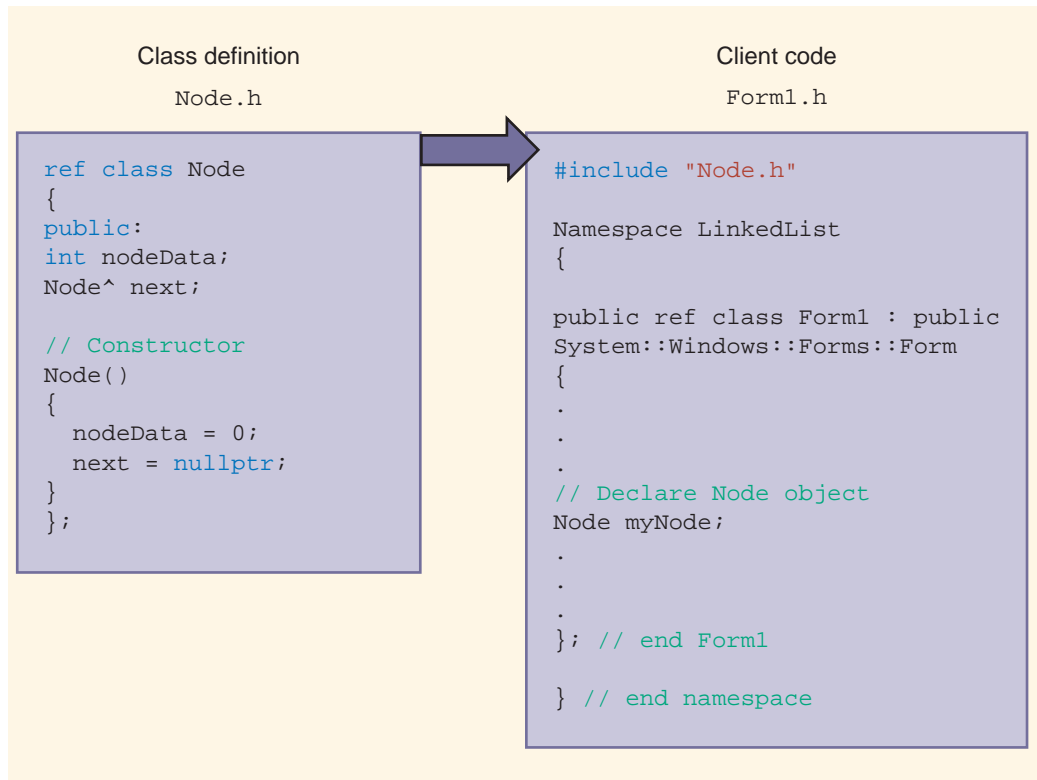 Class definition
Node.h
ref class Node
{
public:
int nodeData;
Node^ next;
// Constructor
Node()
{
nodeData = 0;
next = nullptr;
}
};
Client code
Form1.h
#include "Node.h"
Namespace LinkedList
{
public ref class Form1 : public
System::Windows::Forms::Form
{
.
.
.
// Declare Node object
Node myNode;
.
.
.
}; // end Form1
} // end namespace